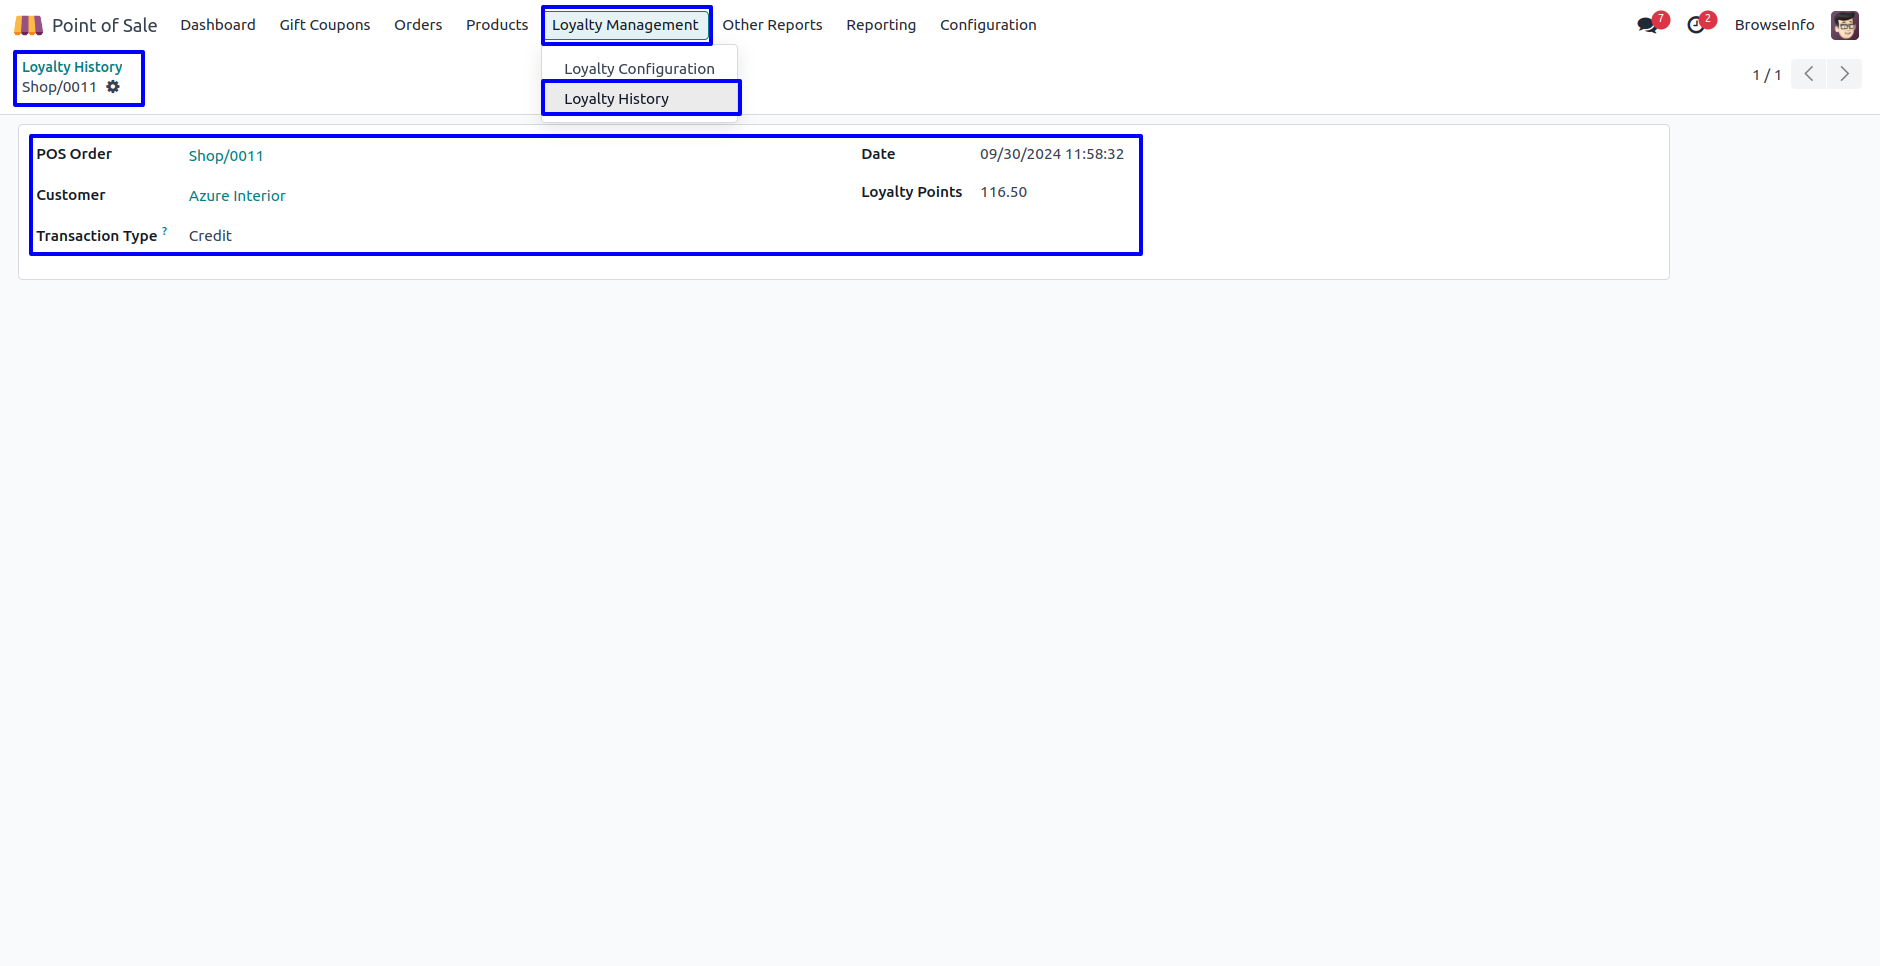 Point of Sale Dashboard Gift Coupons Orders Products Loyalty Management Other Reports Reporting Configuration 7 2 BrowseInfo
Loyalty History
Shop/0011
Loyalty Configuration
Loyalty History
1 / 1
POS Order Shop/0011 Date 09/30/2024 11:58:32
Customer Azure Interior Loyalty Points 116.50
Transaction Type ? Credit